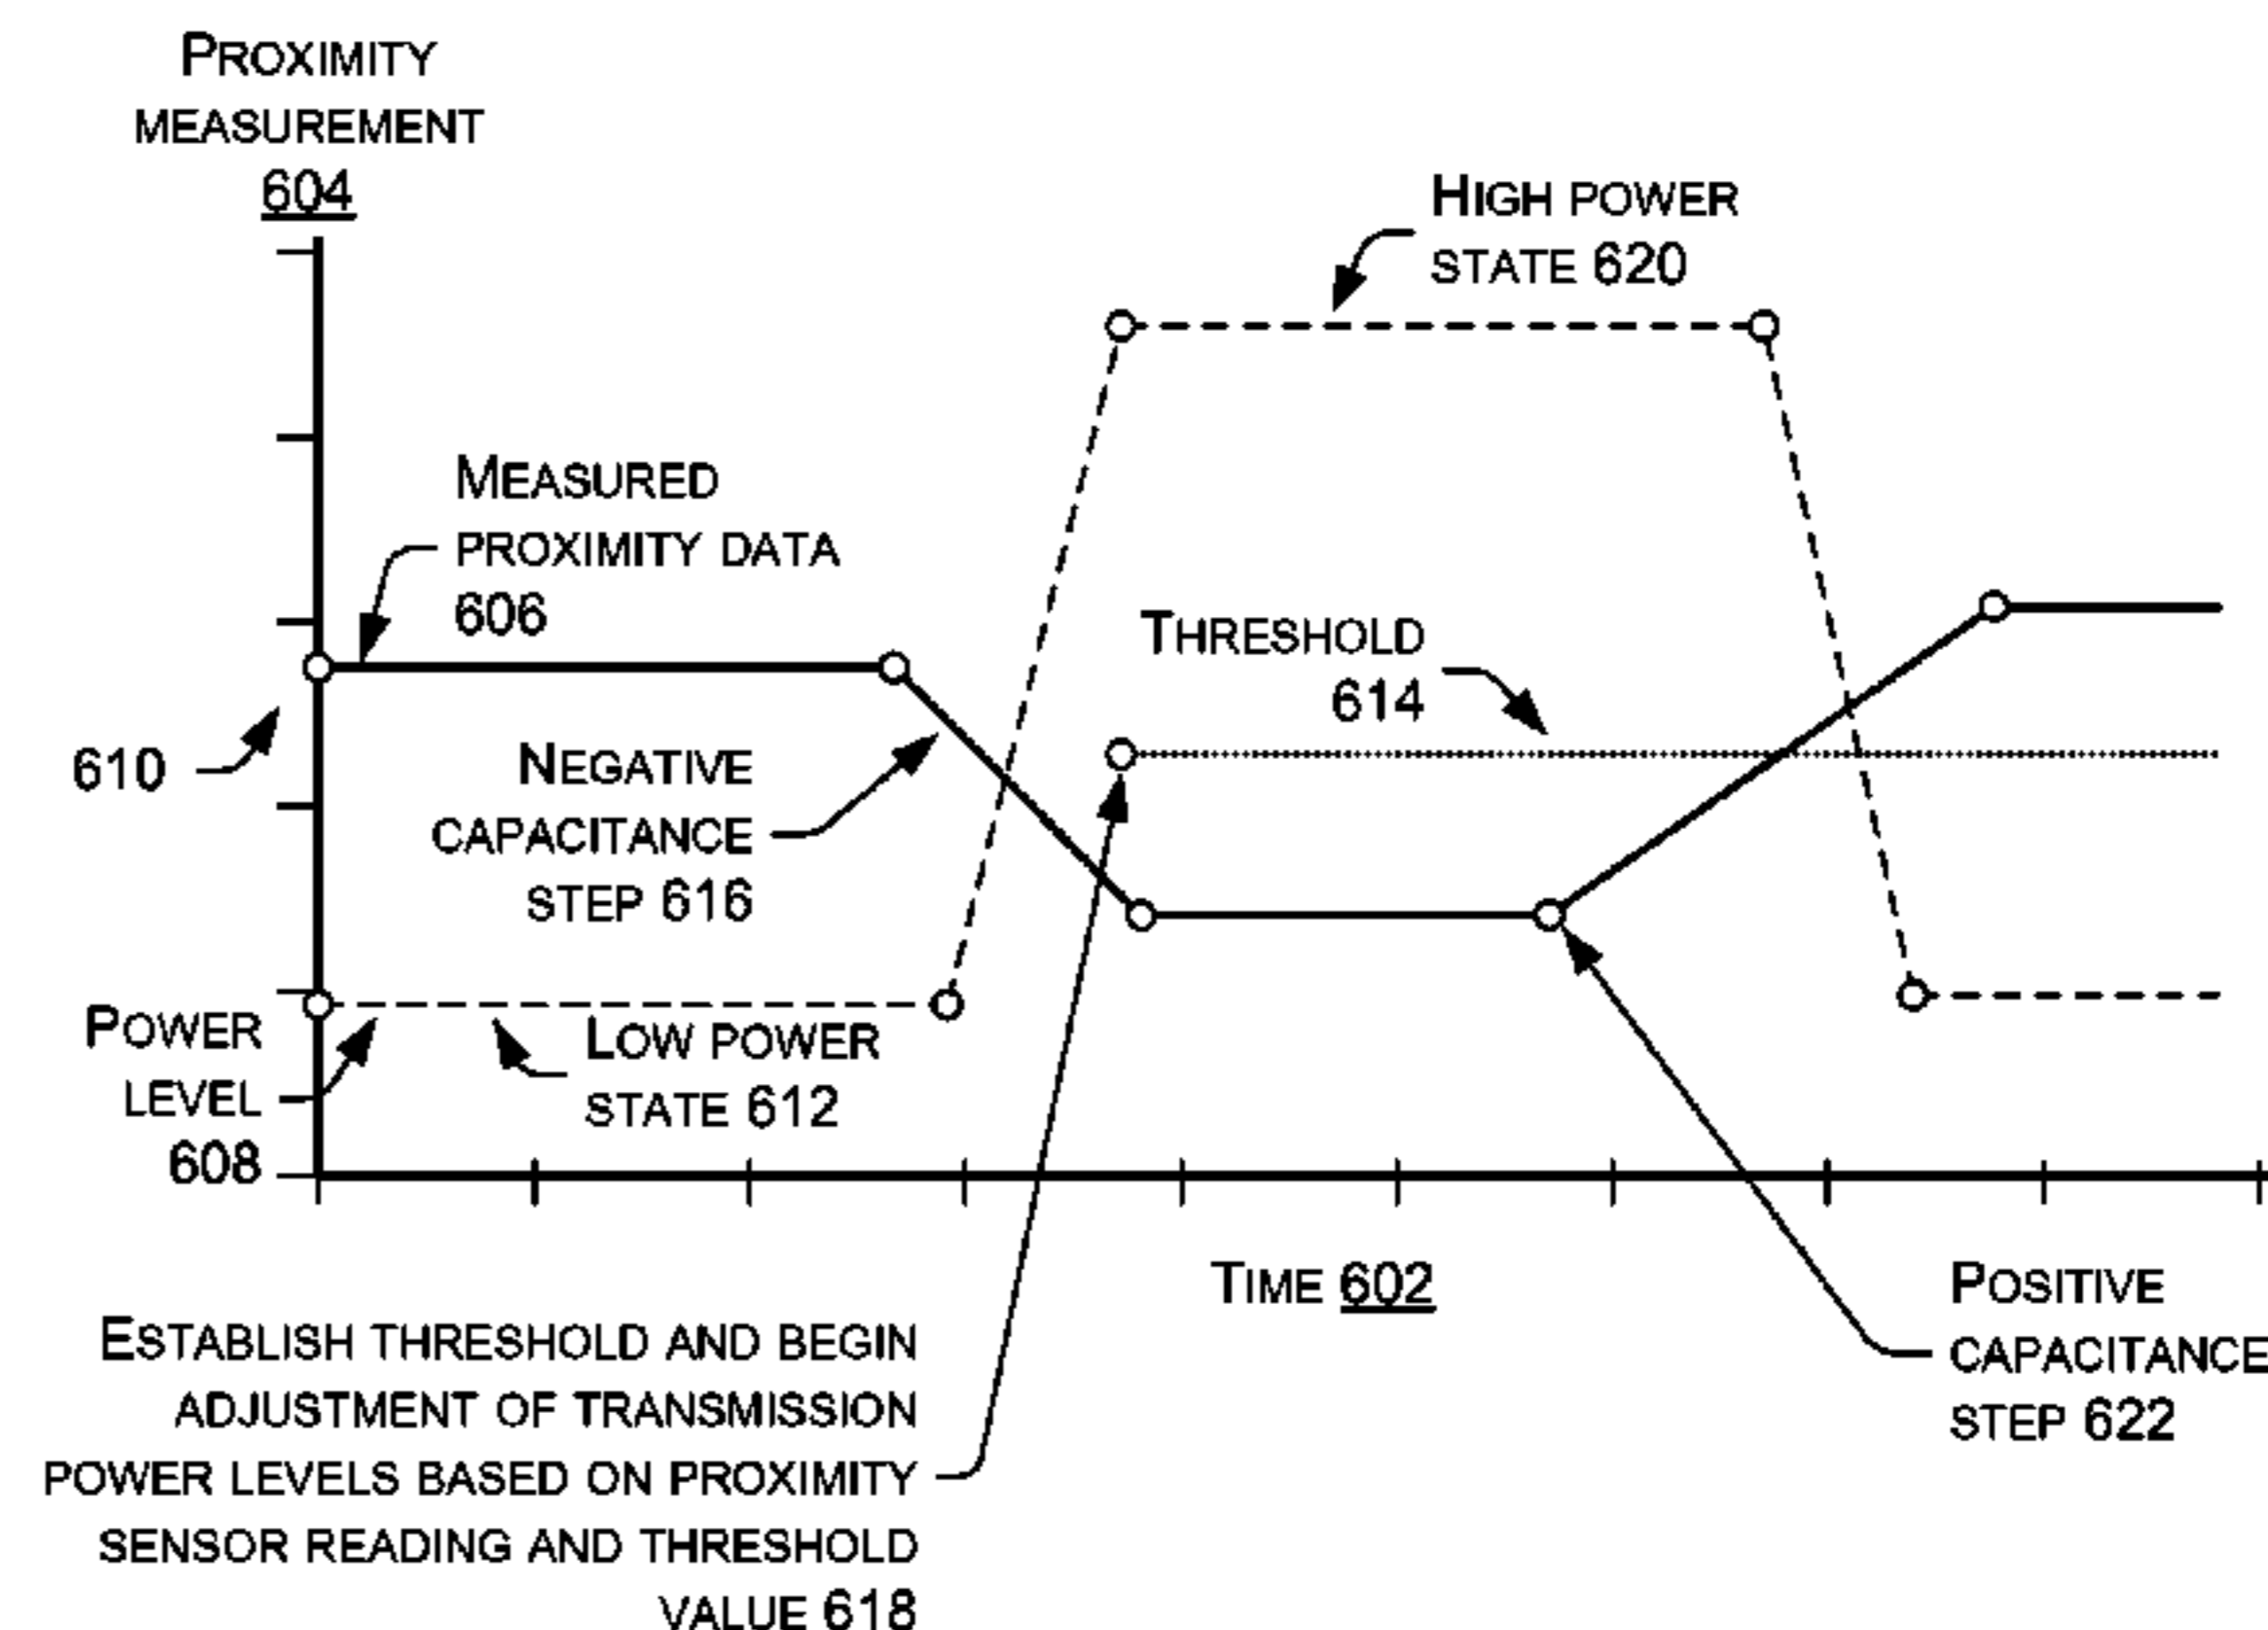 PROXIMITY
MEASUREMENT
604
HIGH POWER
STATE 620
MEASURED
PROXIMITY DATA
606
THRESHOLD
614
610
NEGATIVE
CAPACITANCE
STEP 616
POWER
LEVEL
608
LOW POWER
STATE 612
TIME 602
ESTABLISH THRESHOLD AND BEGIN
ADJUSTMENT OF TRANSMISSION
POWER LEVELS BASED ON PROXIMITY
SENSOR READING AND THRESHOLD
VALUE 618
POSITIVE
CAPACITANCE
STEP 622